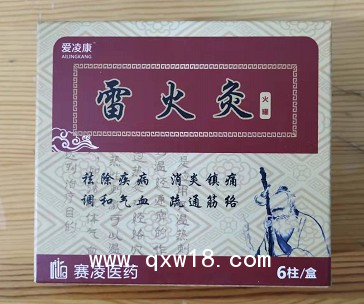 爱凌康
AILINGKANG
雷火灸
火罐
祛除疾病 消炎镇痛
调和气血 疏通筋络
www.qxw18.com
赛凌医药
6柱/盒